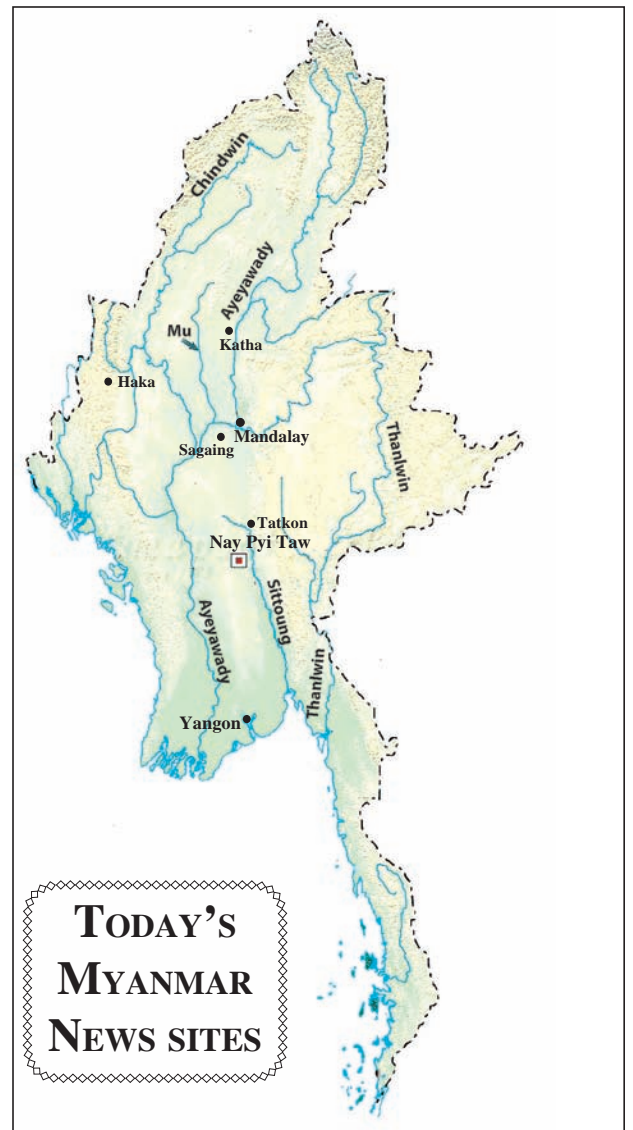 Chindwin
Ayeyawady
Mu
Katha
Haka
Mandalay
Sagaing
Thanlwin
Tatkon
Nay Pyi Taw
Sittoung
Ayeyawady
Thanlwin
Yangon
TODAY'S
MYANMAR
NEWS SITES